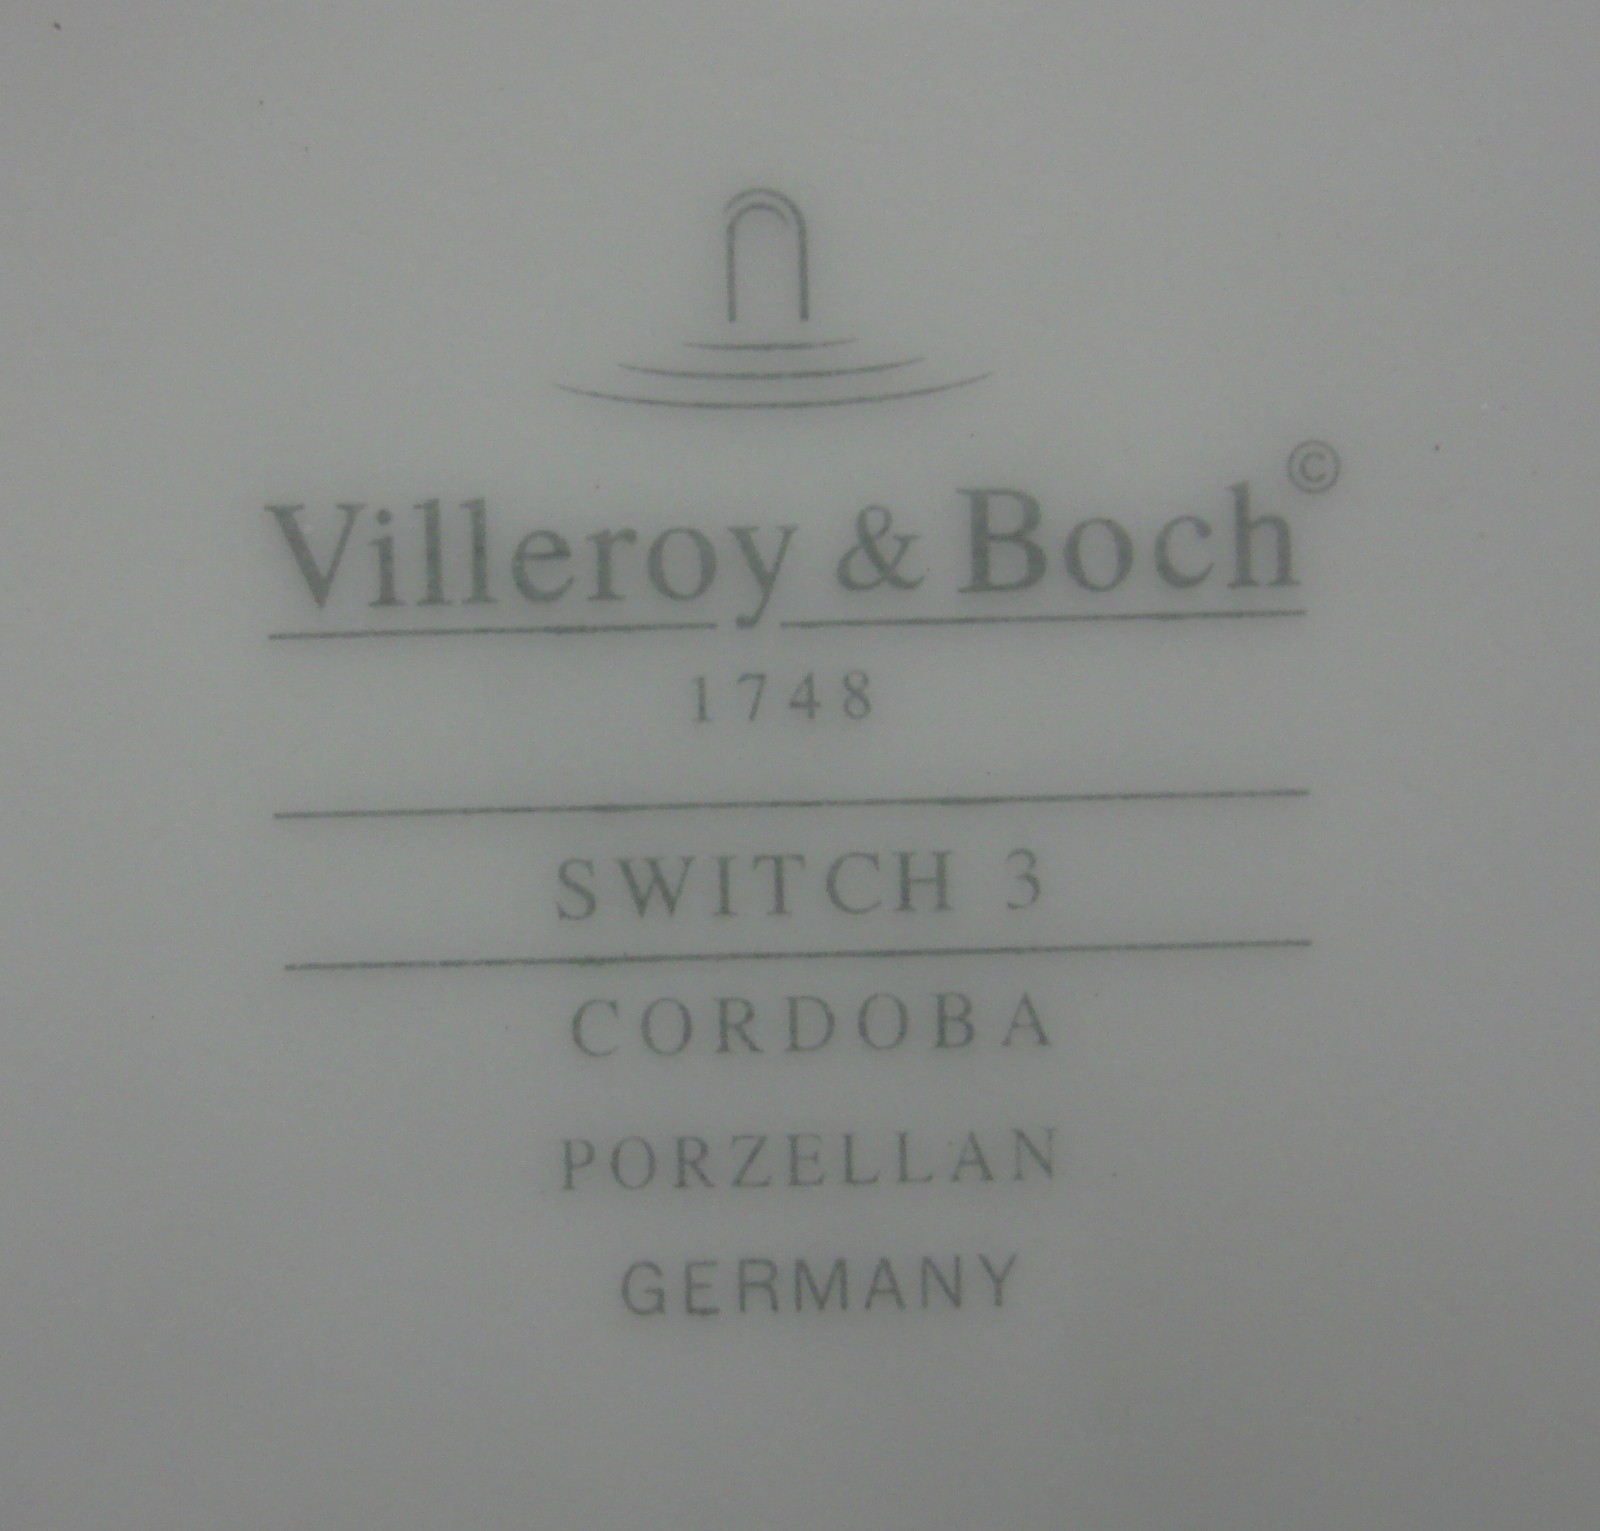 Villeroy & Boch©
1748
SWITCH 3
CORDOBA
PORZELLAN
GERMANY